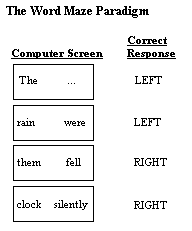 The Word Maze Paradigm
Correct
Computer Screen Response
The ... LEFT
rain were LEFT
them fell RIGHT
clock silently RIGHT